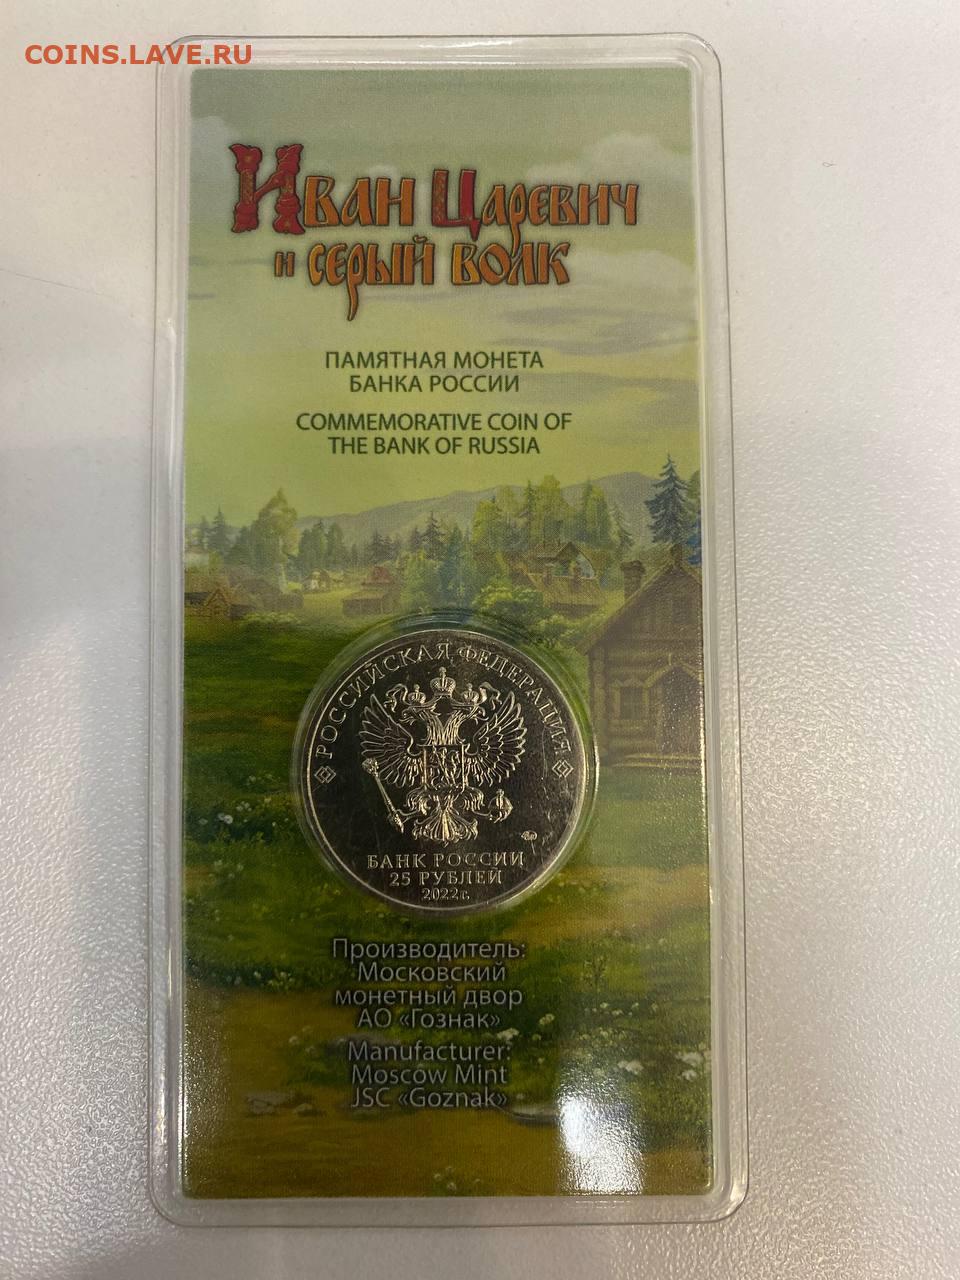 COINS.LAVE.RU
Иван Царевич
и серый волк
ПАМЯТНАЯ МОНЕТА
БАНКА РОССИИ
COMMEMORATIVE COIN OF
THE BANK OF RUSSIA
РОССИЙСКАЯ ФЕДЕРАЦИЯ
БАНК РОССИИ
25 РУБЛЕЙ
2022г.
Производитель:
Московский
монетный двор
АО «Гознак»
Manufacturer:
Moscow Mint
JSC «Goznak»